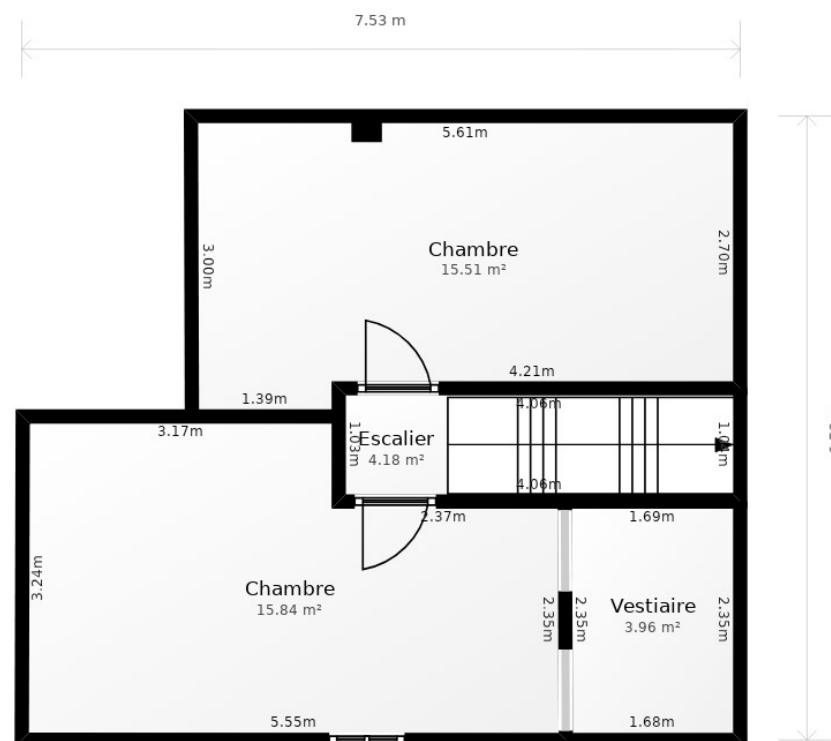 7.53 m
5.61m
3.00m
Chambre
15.51 m²
2.70m
4.21m
1.39m
3.17m
4.06m
1.03m
Escalier
4.18 m²
4.06m
2.37m
1.69m
3.24m
Chambre
15.84 m²
2.35m
2.35m
Vestiaire
3.96 m²
2.35m
5.55m
1.68m